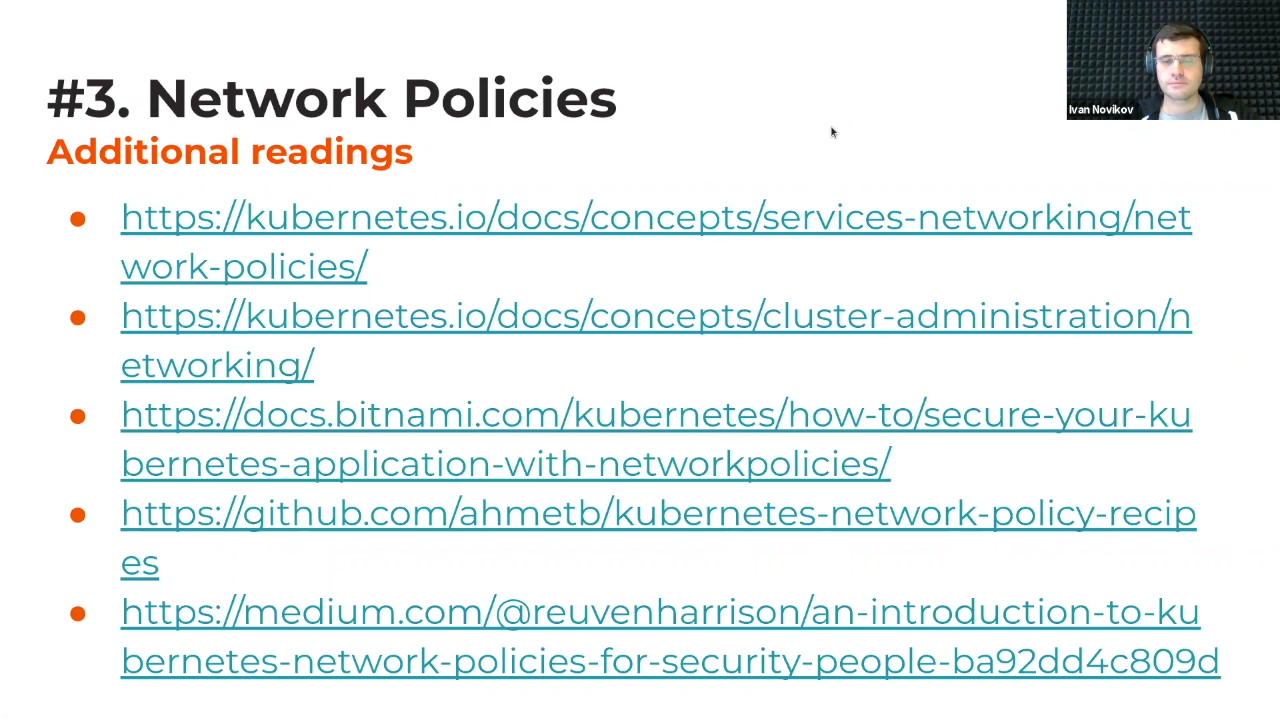 #3. Network Policies
Ivan Novikov
Additional readings
● https://kubernetes.io/docs/concepts/services-networking/net
work-policies/
● https://kubernetes.io/docs/concepts/cluster-administration/n
etworking/
● https://docs.bitnami.com/kubernetes/how-to/secure-your-ku
bernetes-application-with-networkpolicies/
● https://github.com/ahmetb/kubernetes-network-policy-recip
es
● https://medium.com/@reuvenharrison/an-introduction-to-ku
bernetes-network-policies-for-security-people-ba92dd4c809d